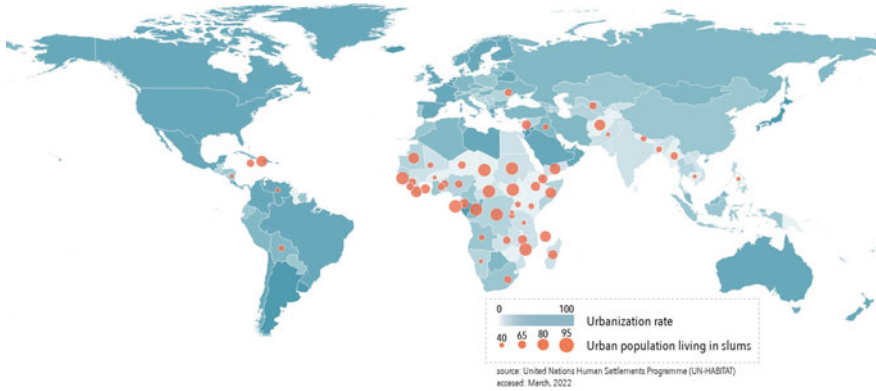 0 100
Urbanization rate
40 65 80 95
Urban population living in slums
source: United Nations Human Settlements Programme (UN-HABITAT)
accesed: March, 2022